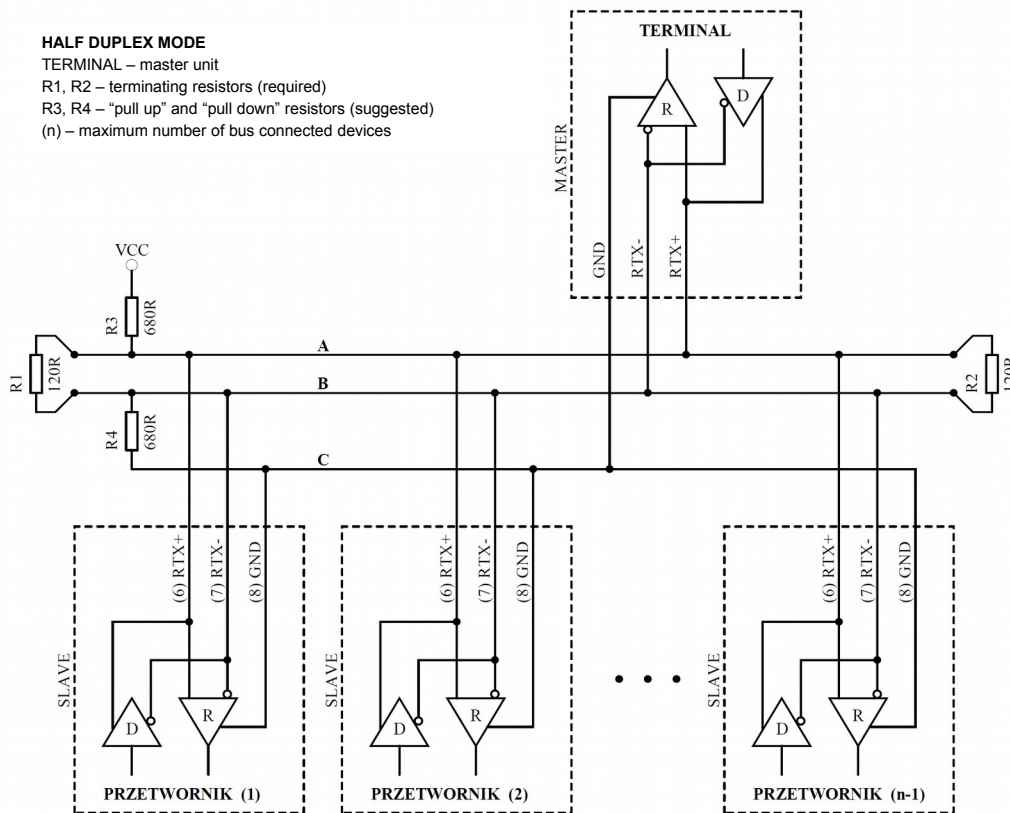 HALF DUPLEX MODE
TERMINAL – master unit
R1, R2 – terminating resistors (required)
R3, R4 – “pull up” and “pull down” resistors (suggested)
(n) – maximum number of bus connected devices
TERMINAL
R
D
MASTER
GND
RTX-
RTX+
VCC
R3
680R
A
R1
120R
B
R2
120R
R4
680R
C
(6) RTX+
(7) RTX-
(8) GND
SLAVE
D
R
PRZETWORNIK (1)
(6) RTX+
(7) RTX-
(8) GND
SLAVE
D
R
PRZETWORNIK (2)
• • •
(6) RTX+
(7) RTX-
(8) GND
SLAVE
D
R
PRZETWORNIK (n-1)